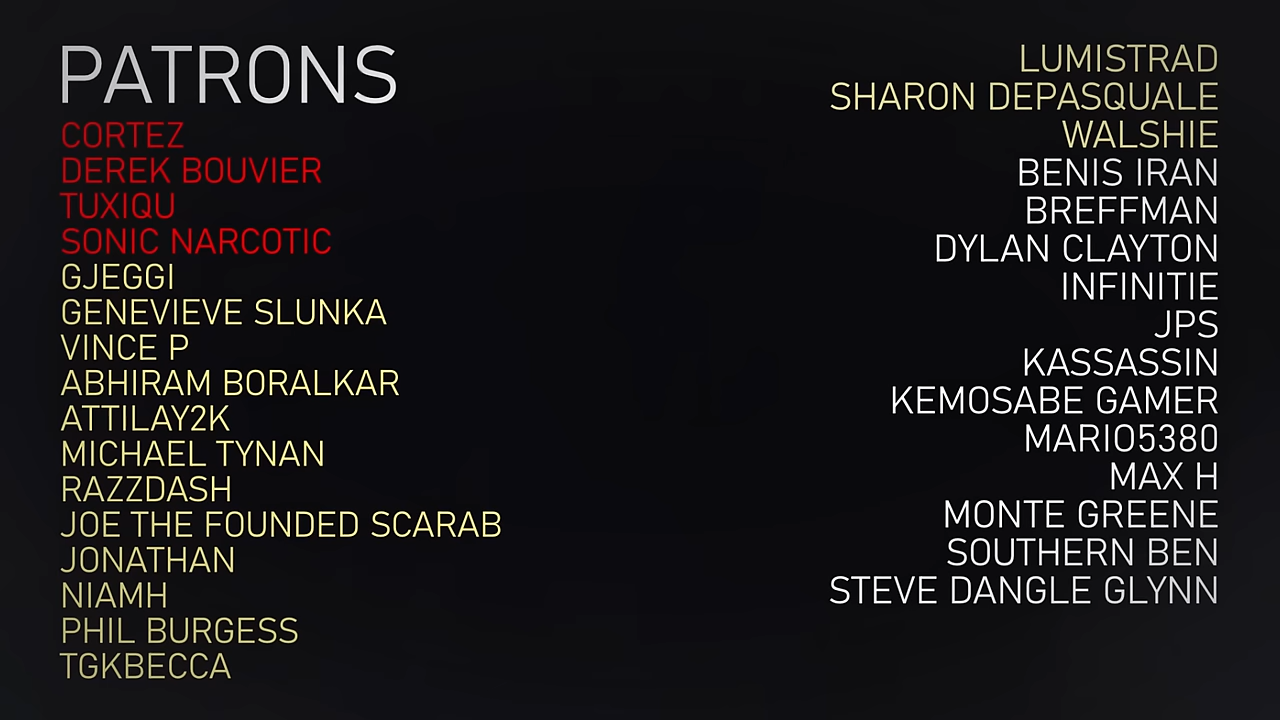 PATRONS
CORTEZ
DEREK BOUVIER
TUXIQU
SONIC NARCOTIC
GJEGGI
GENEVIEVE SLUNKA
VINCE P
ABHIRAM BORALKAR
ATTILAY2K
MICHAEL TYNAN
RAZZDASH
JOE THE FOUNDED SCARAB
JONATHAN
NIAMH
PHIL BURGESS
TGKBECCA
LUMISTRAD
SHARON DEPASQUALE
WALSHIE
BENIS IRAN
BREFFMAN
DYLAN CLAYTON
INFINITIE
JPS
KASSASSIN
KEMOSABE GAMER
MARIO5380
MAX H
MONTE GREENE
SOUTHERN BEN
STEVE DANGLE GLYNN